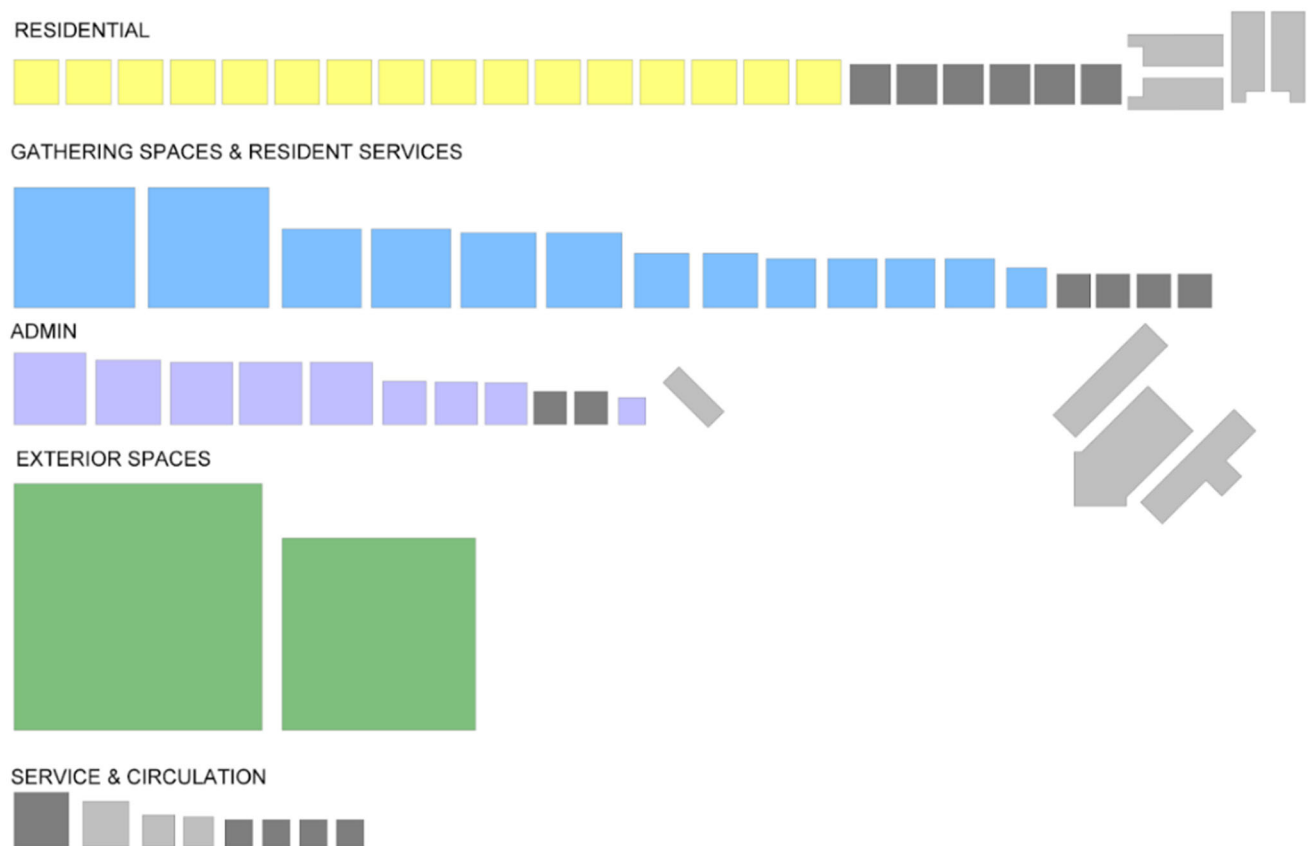 RESIDENTIAL
GATHERING SPACES & RESIDENT SERVICES
ADMIN
EXTERIOR SPACES
SERVICE & CIRCULATION